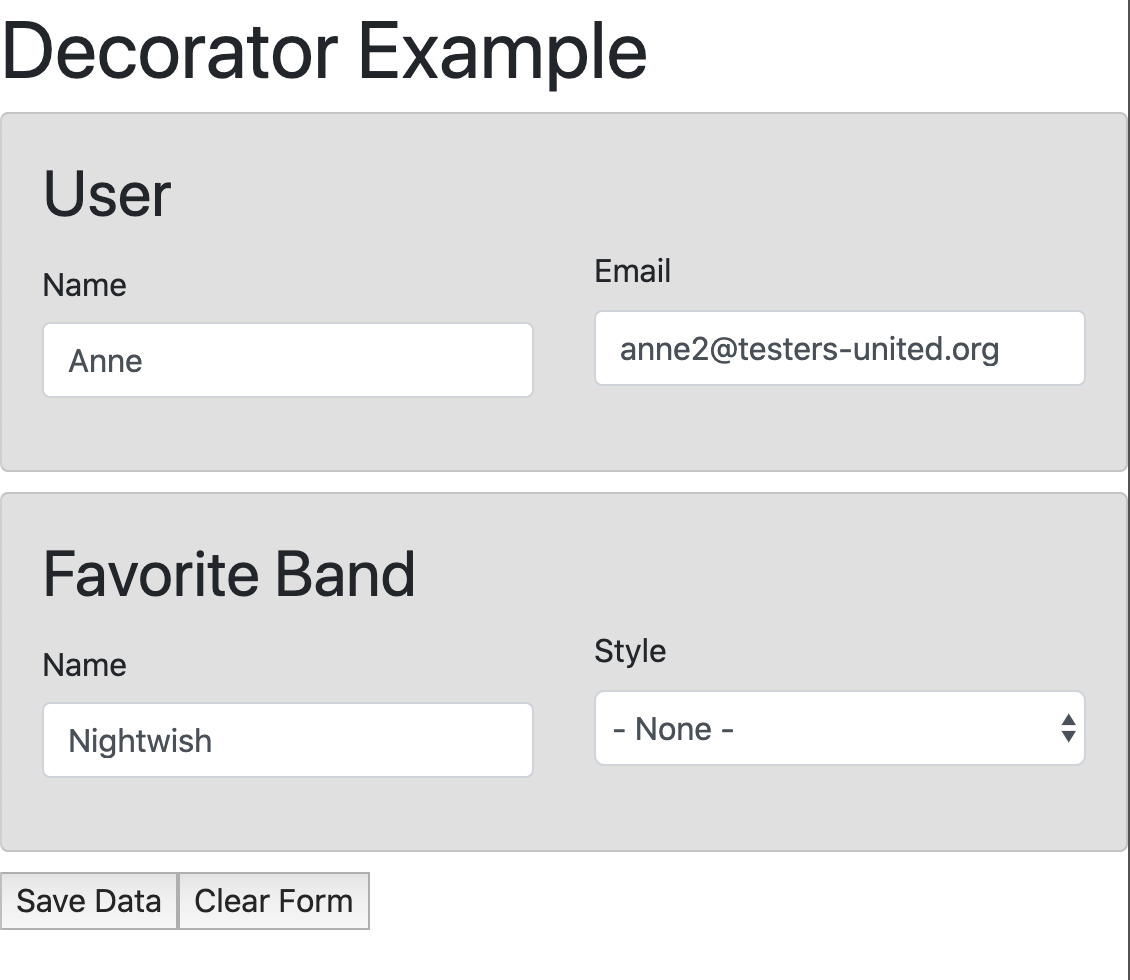 Decorator Example
User
Name
Email
Anne
anne2@testers-united.org
Favorite Band
Name
Style
Nightwish
- None -
Save Data
Clear Form